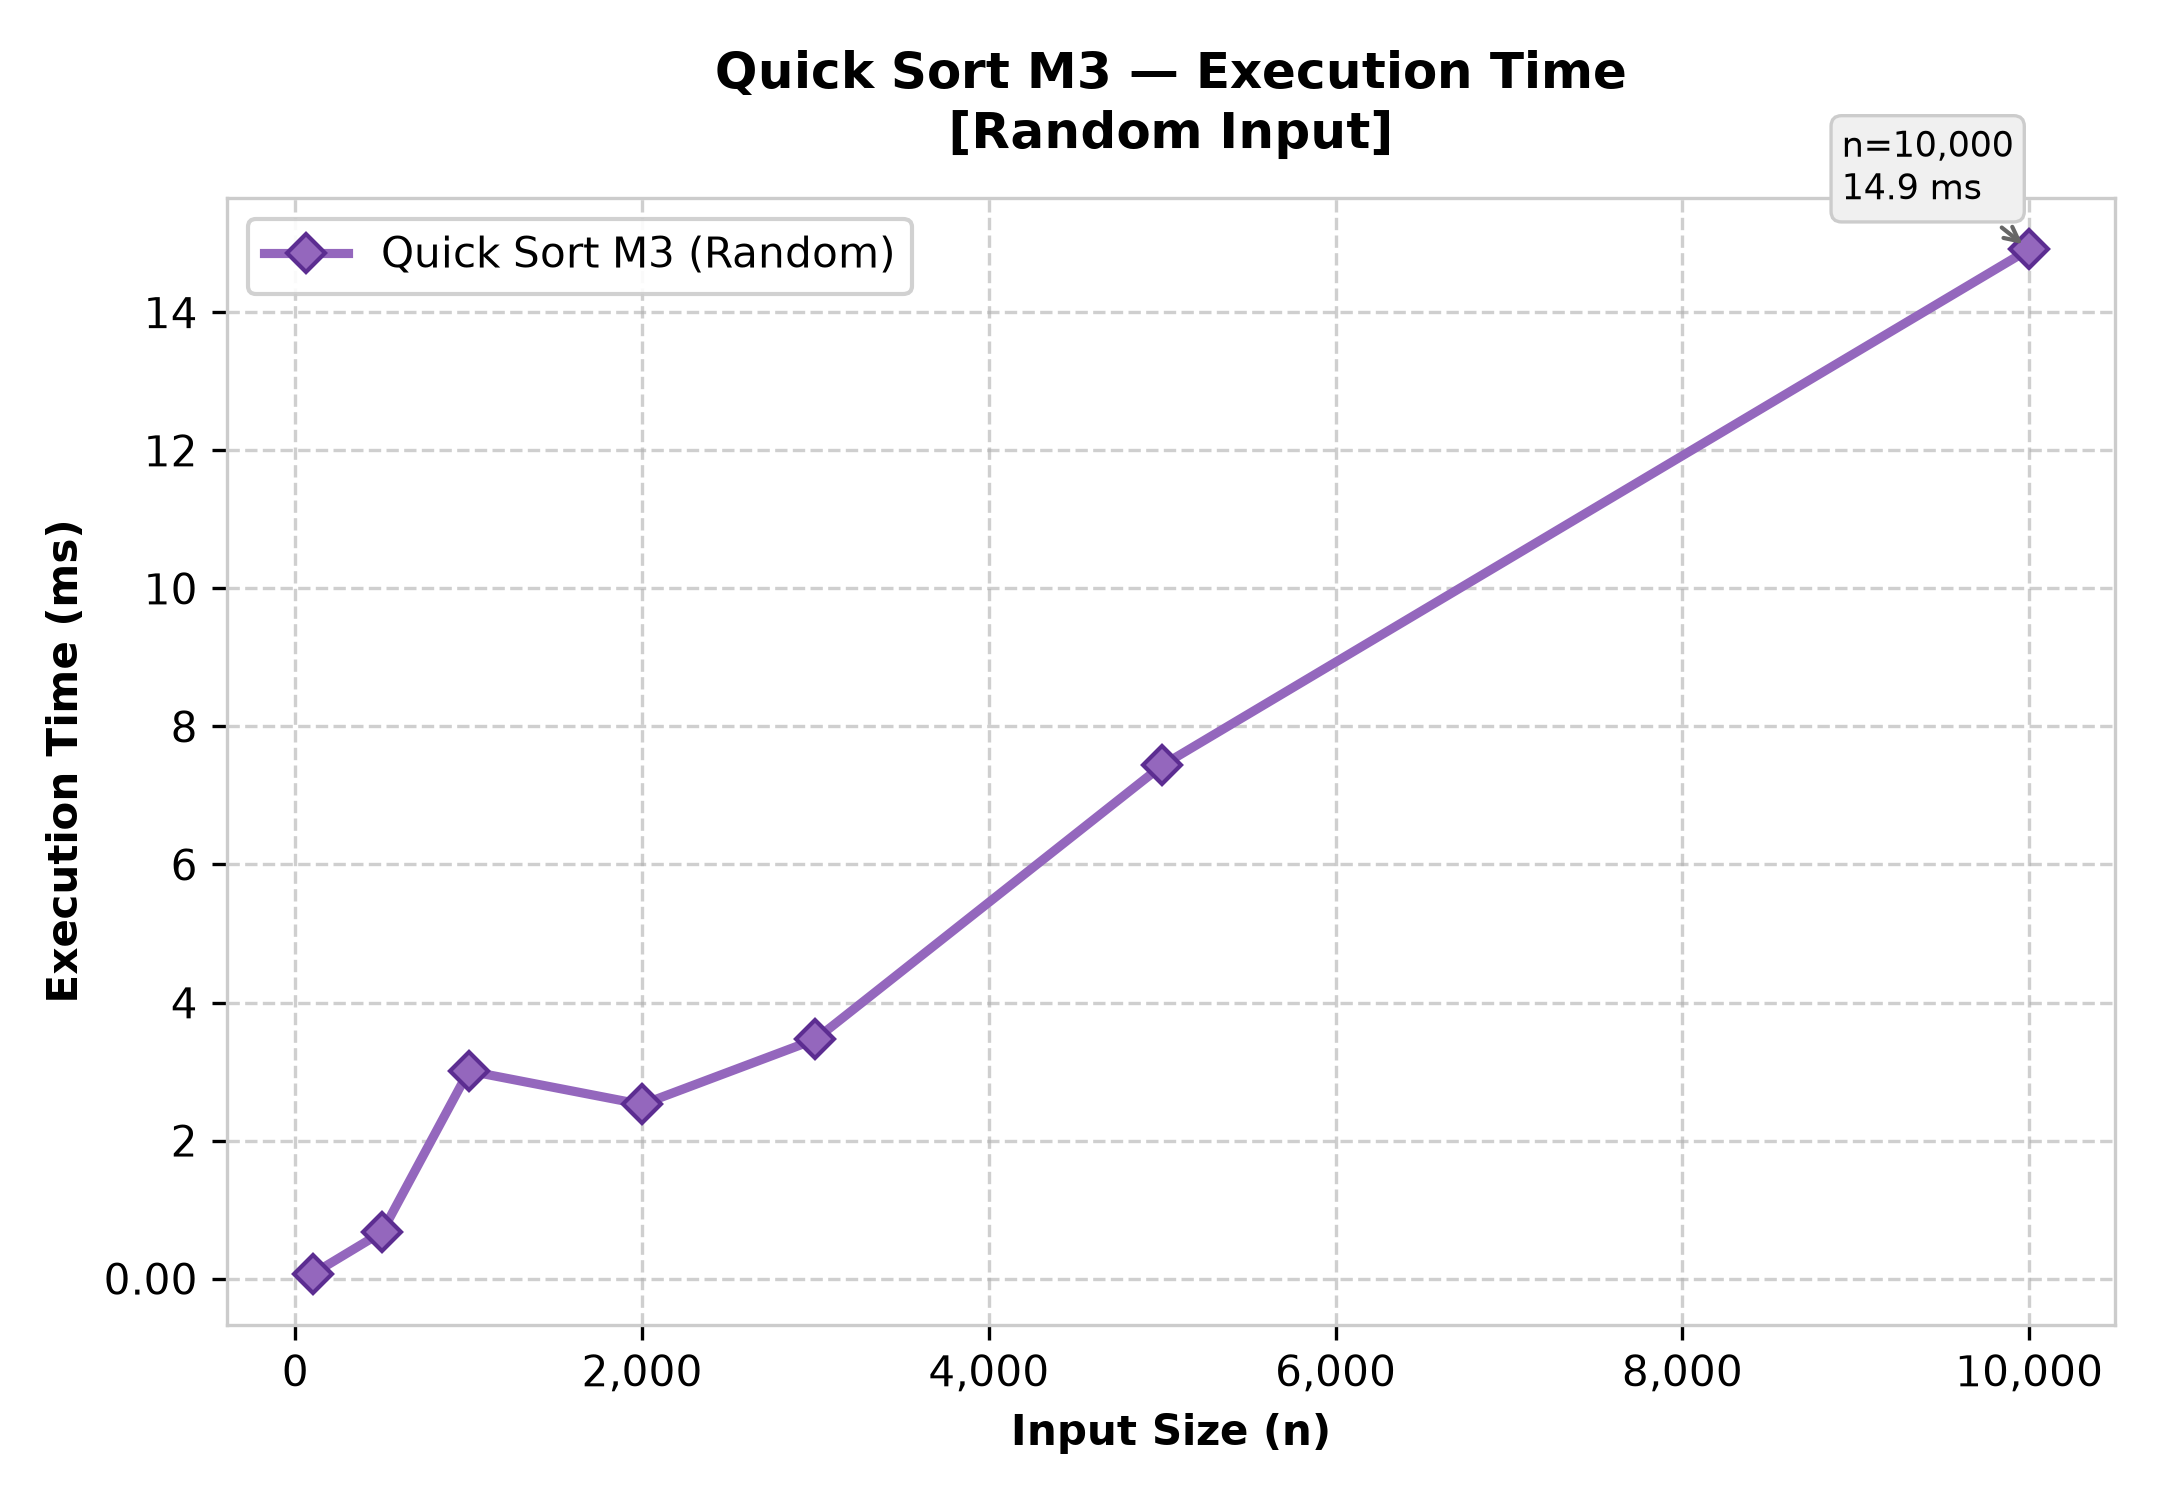 Quick Sort M3 — Execution Time
[Random Input]
n=10,000
14.9 ms
Quick Sort M3 (Random)
Execution Time (ms)
14
12
10
8
6
4
2
0.00
0
2,000
4,000
6,000
8,000
10,000
Input Size (n)